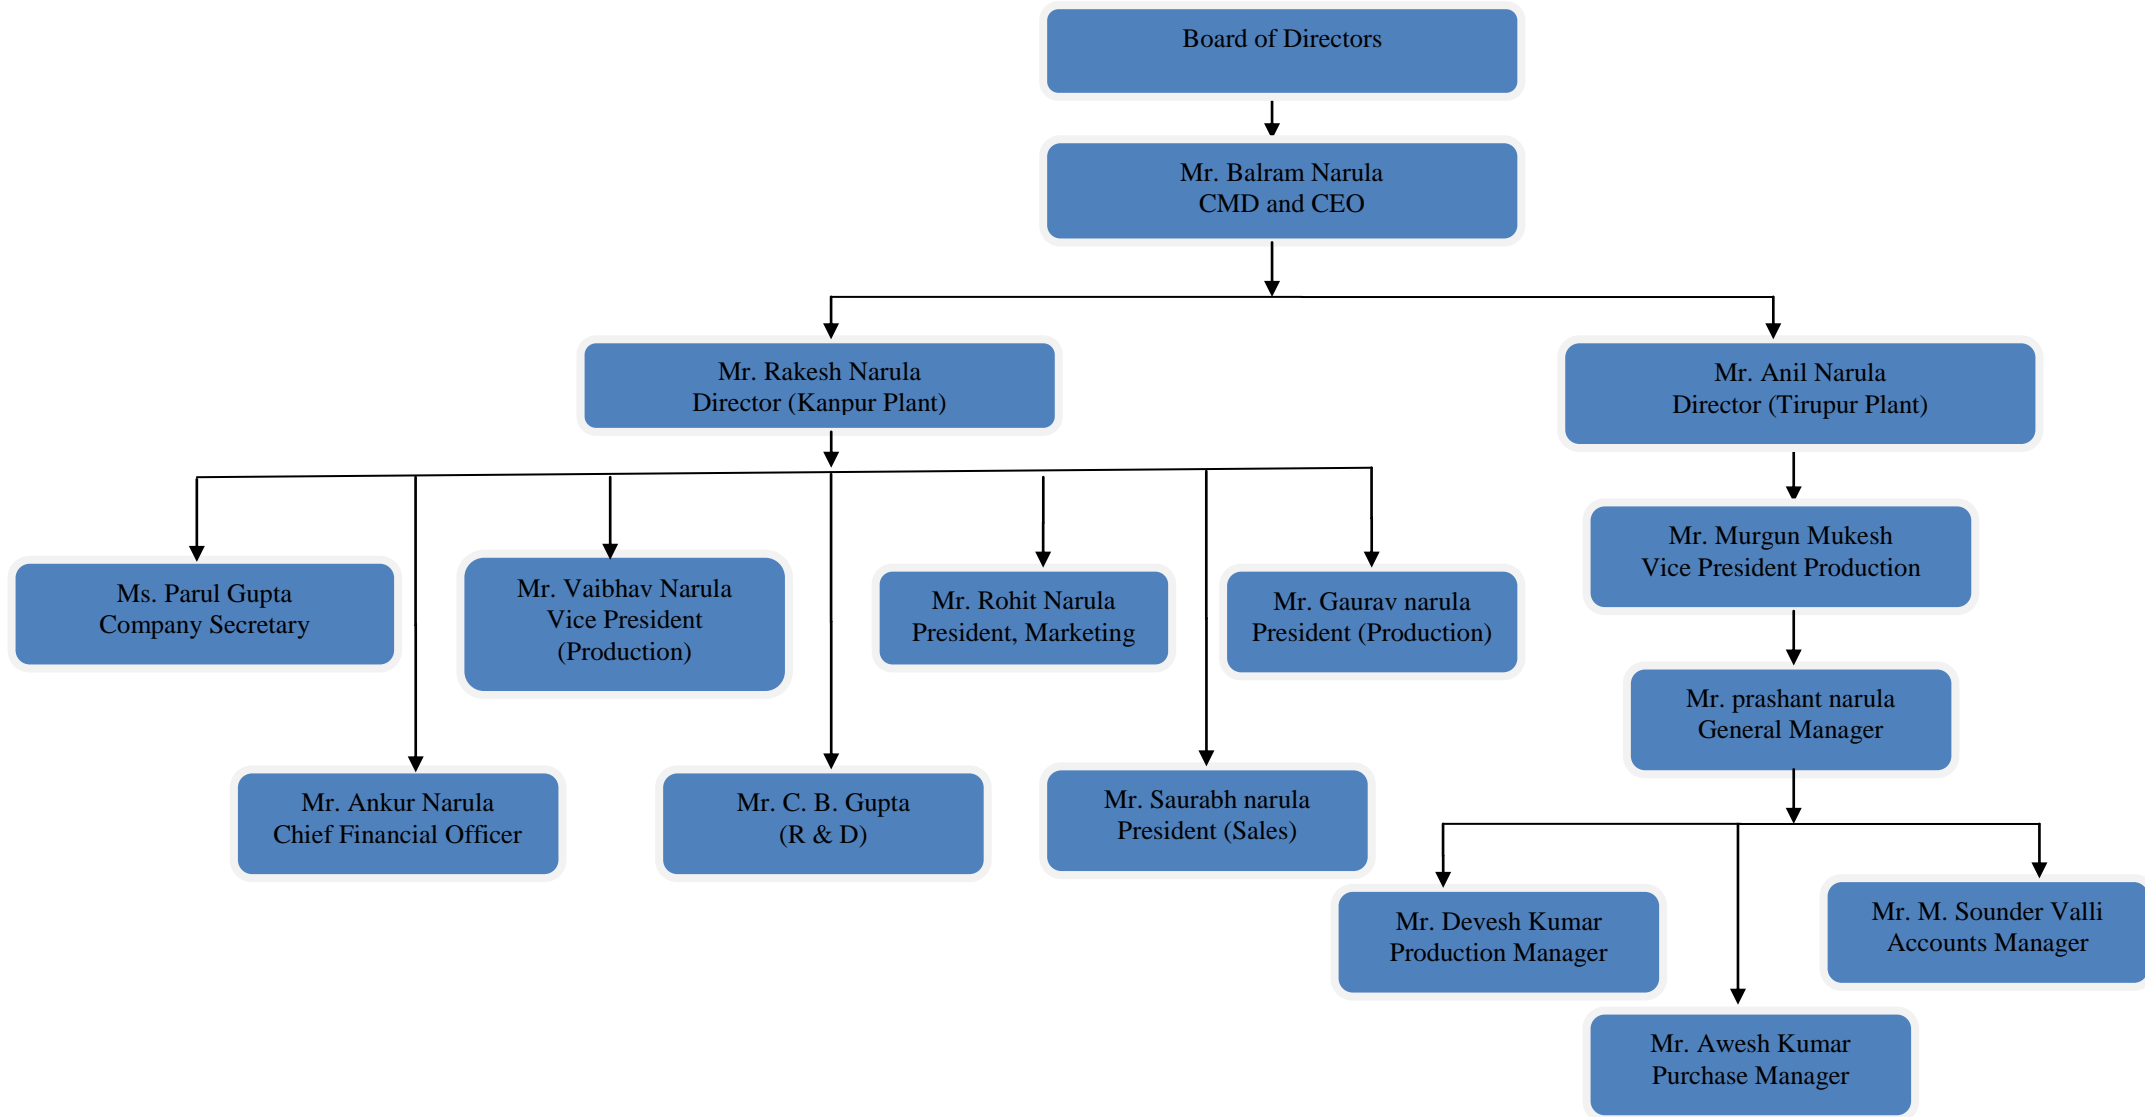 Board of Directors
Mr. Balram Narula
CMD and CEO
Mr. Rakesh Narula
Director (Kanpur Plant)
Mr. Anil Narula
Director (Tirupur Plant)
Ms. Parul Gupta
Company Secretary
Mr. Vaibhav Narula
Vice President
(Production)
Mr. Rohit Narula
President, Marketing
Mr. Gaurav narula
President (Production)
Mr. Murgun Mukesh
Vice President Production
Mr. prashant narula
General Manager
Mr. Ankur Narula
Chief Financial Officer
Mr. C. B. Gupta
(R & D)
Mr. Saurabh narula
President (Sales)
Mr. Devesh Kumar
Production Manager
Mr. M. Sounder Valli
Accounts Manager
Mr. Awesh Kumar
Purchase Manager